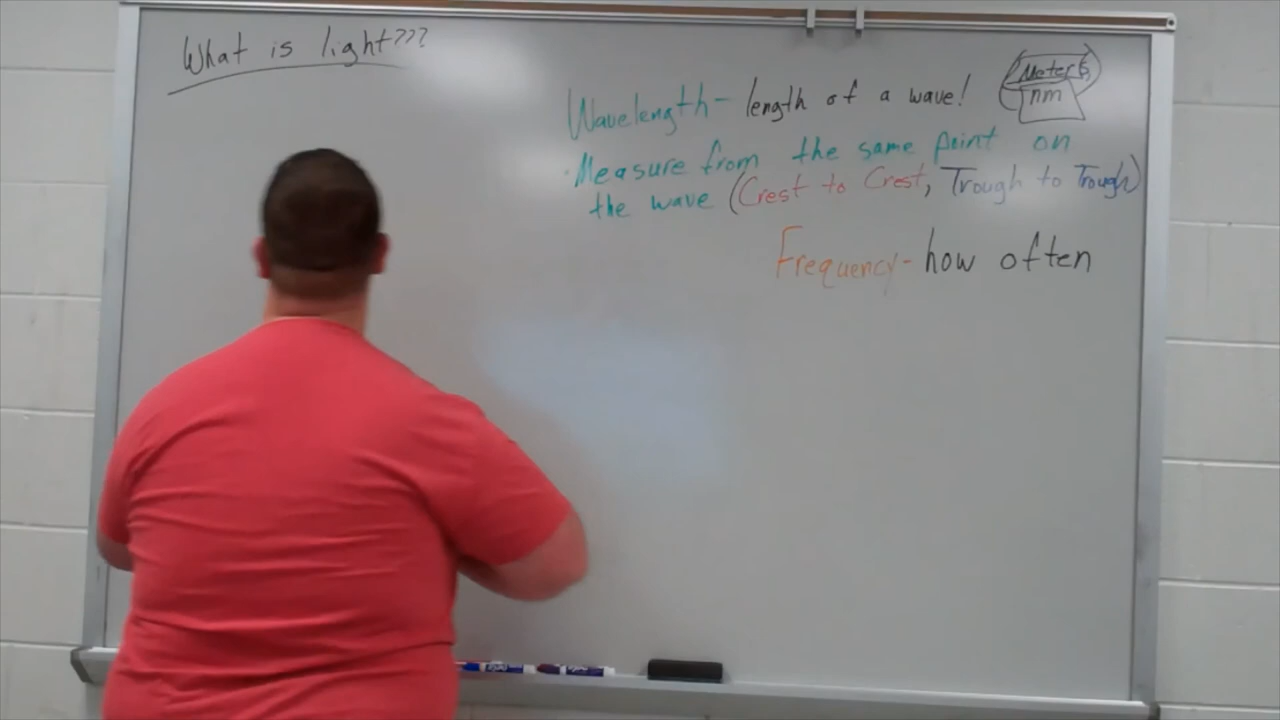 What is light???
Wavelength- length of a wave!
Meters
nm
·Measure from the same point on
the wave (Crest to Crest, Trough to Trough)
Frequency- how often